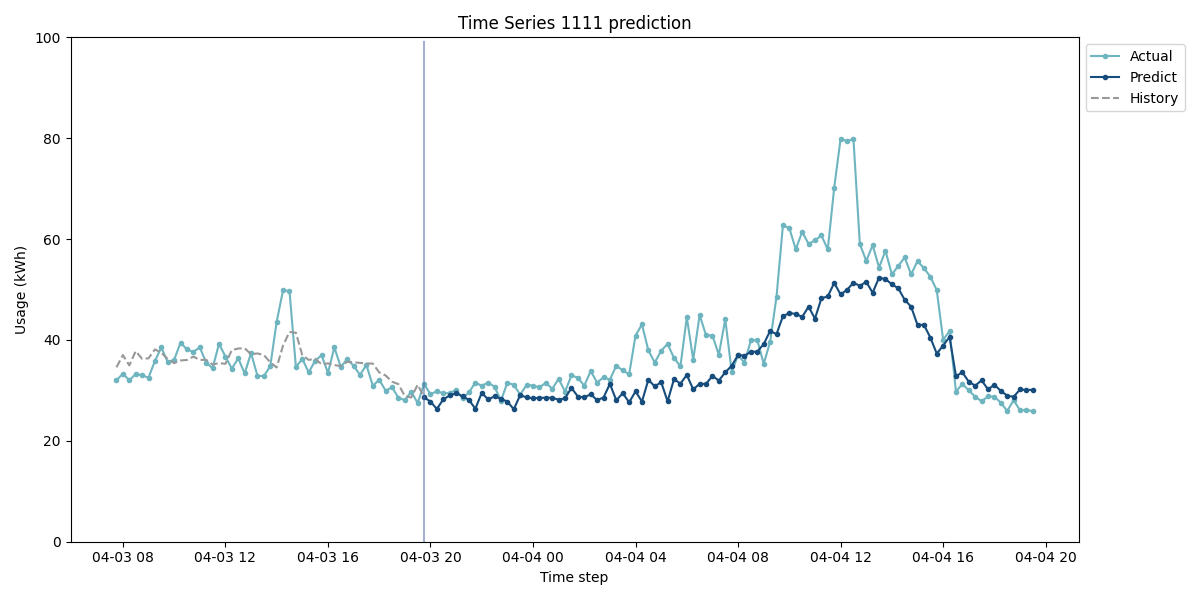 Time Series 1111 prediction
100
80
60
40
20
0
Usage (kWh)
04-03 08
04-03 12
04-03 16
04-03 20
04-04 00
04-04 04
04-04 08
04-04 12
04-04 16
04-04 20
Time step
Actual
Predict
History